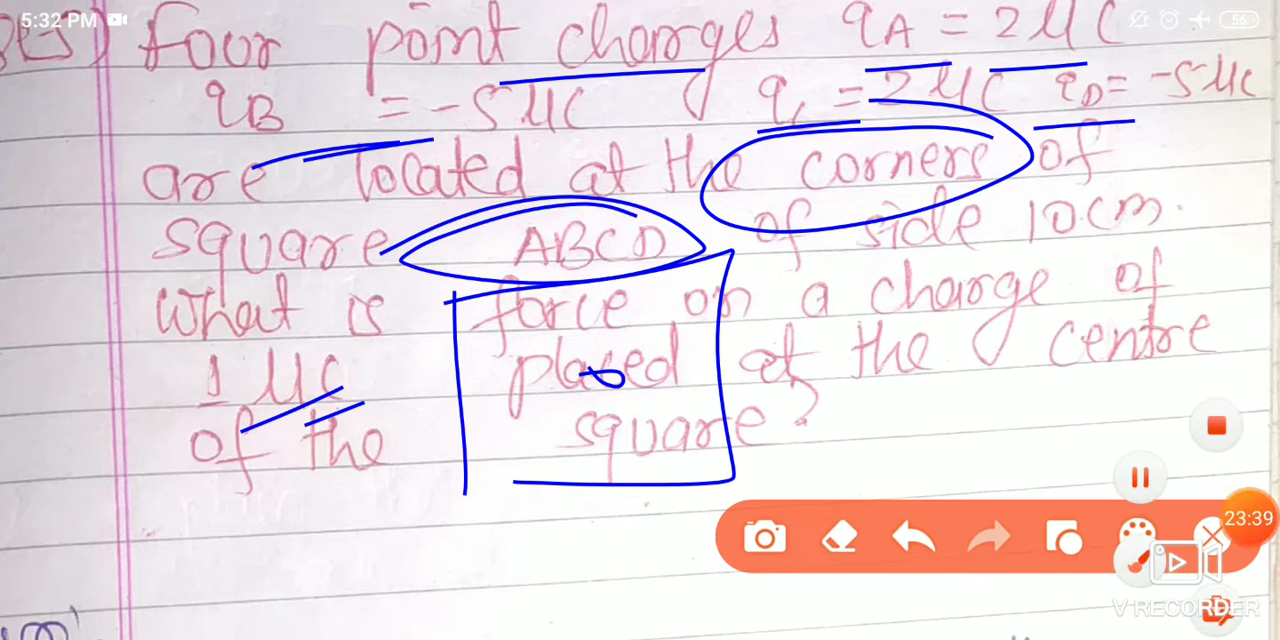 5:32 PM
56
Four point charges qA = 2 μC
qB = -5 μC qC = 2 μC qD = -5 μC
are located at the corners of
square ABCD of side 10 cm.
What is force on a charge of
1 μC placed at the centre
of the square?
23:39
V RECORDER